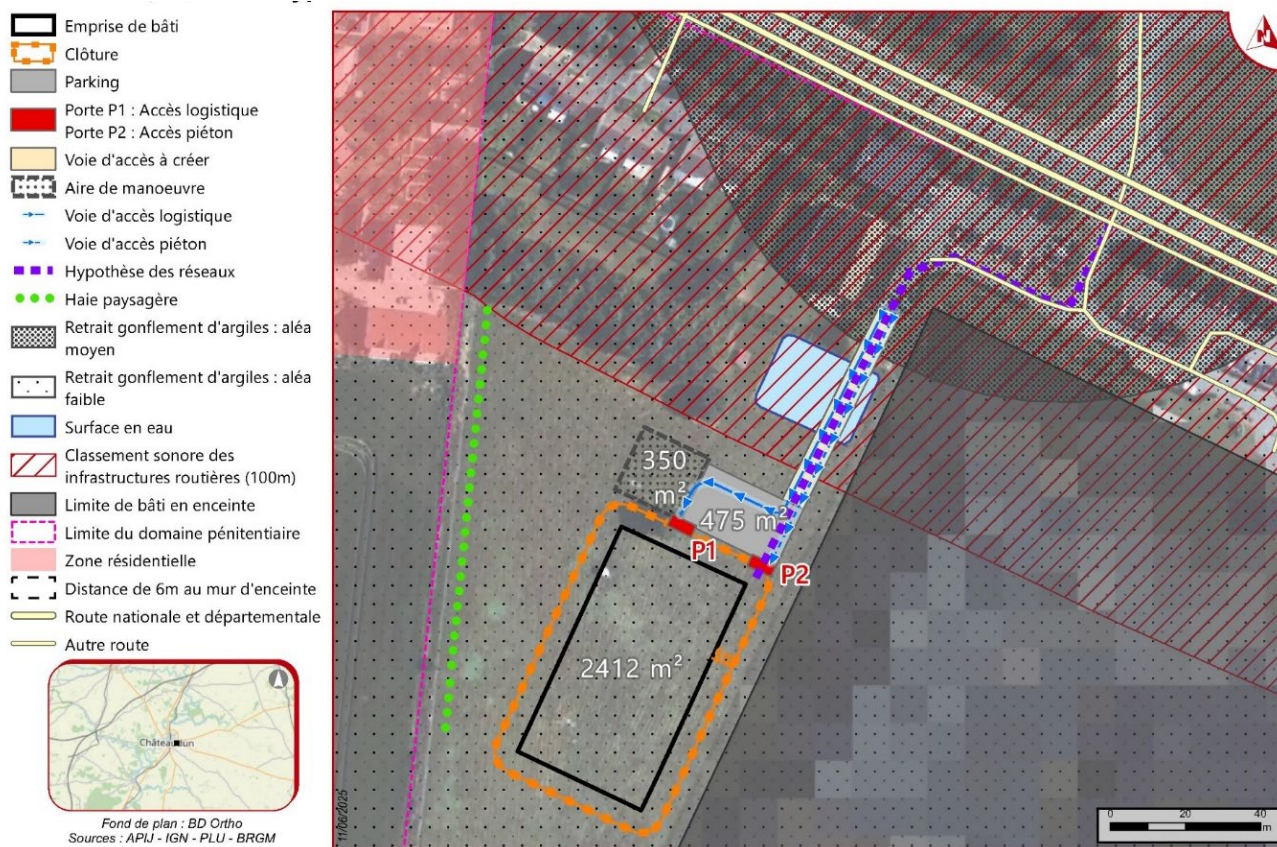 Emprise de bâti
Clôture
Parking
Porte P1 : Accès logistique
Porte P2 : Accès piéton
Voie d'accès à créer
Aire de manoeuvre
Voie d'accès logistique
Voie d'accès piéton
Hypothèse des réseaux
Haie paysagère
Retrait gonflement d'argiles : aléa
moyen
Retrait gonflement d'argiles : aléa
faible
Surface en eau
Classement sonore des
infrastructures routières (100m)
Limite de bâti en enceinte
Limite du domaine pénitentiaire
Zone résidentielle
Distance de 6m au mur d'enceinte
Route nationale et départementale
Autre route
Fond de plan : BD Ortho
Sources : APIJ - IGN - PLU - BRGM
N
350
m²
475 m²
P1
P2
2412 m²
11/06/2025
0 20 40
m